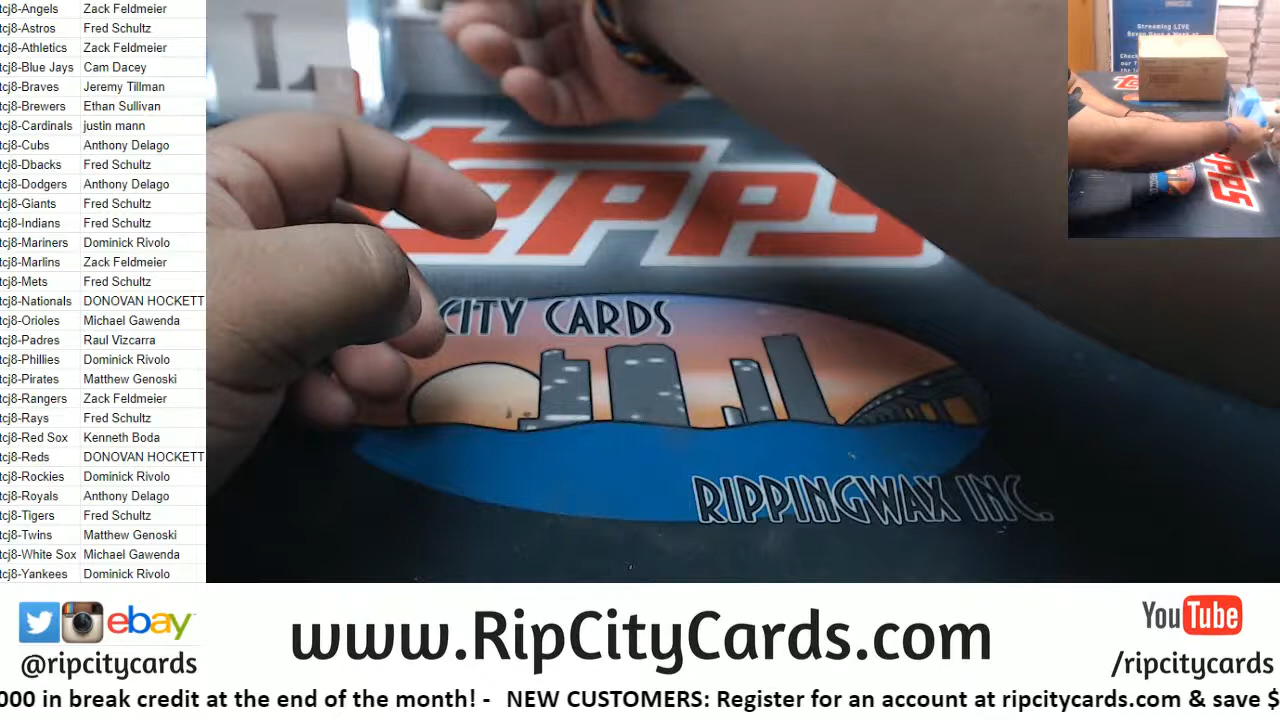 tcj8-Angels Zack Feldmeier
tcj8-Astros Fred Schultz
tcj8-Athletics Zack Feldmeier
tcj8-Blue Jays Cam Dacey
tcj8-Braves Jeremy Tillman
tcj8-Brewers Ethan Sullivan
tcj8-Cardinals justin mann
tcj8-Cubs Anthony Delago
tcj8-Dbacks Fred Schultz
tcj8-Dodgers Anthony Delago
tcj8-Giants Fred Schultz
tcj8-Indians Fred Schultz
tcj8-Mariners Dominick Rivolo
tcj8-Marlins Zack Feldmeier
tcj8-Mets Fred Schultz
tcj8-Nationals DONOVAN HOCKETT
tcj8-Orioles Michael Gawenda
tcj8-Padres Raul Vizcarra
tcj8-Phillies Dominick Rivolo
tcj8-Pirates Matthew Genoski
tcj8-Rangers Zack Feldmeier
tcj8-Rays Fred Schultz
tcj8-Red Sox Kenneth Boda
tcj8-Reds DONOVAN HOCKETT
tcj8-Rockies Dominick Rivolo
tcj8-Royals Anthony Delago
tcj8-Tigers Fred Schultz
tcj8-Twins Matthew Genoski
tcj8-White Sox Michael Gawenda
tcj8-Yankees Dominick Rivolo
topps
CITY CARDS
RIPPINGWAX INC.
Streaming LIVE
ebay
@ripcitycards
www.RipCityCards.com
YouTube
/ripcitycards
000 in break credit at the end of the month! - NEW CUSTOMERS: Register for an account at ripcitycards.com & save $